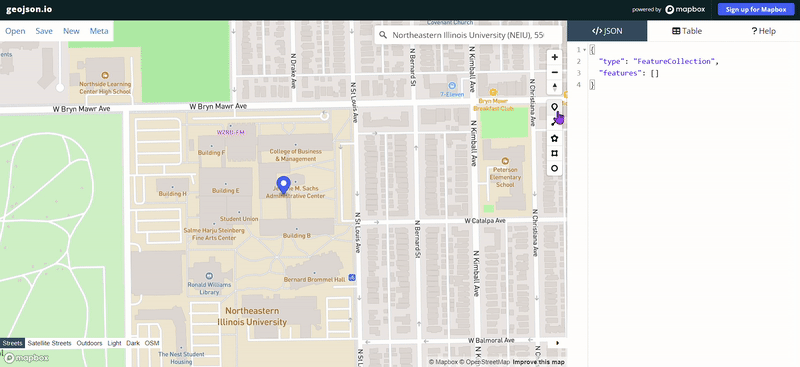 geojson.io
powered by mapbox
Sign up for Mapbox
Open Save New Meta
Northeastern Illinois University (NEIU), 55
</> JSON
Table
? Help
1 {
2 "type": "FeatureCollection",
3 "features": []
4 }
Covenant Church
Northside Learning
Center High School
N Drake Ave
N St Louis Ave
N Bernard St
N Kimball Ave
N Christiana Ave
7-Eleven
Bryn Mawr
Breakfast Club
W Bryn Mawr Ave
W Bryn Mawr Ave
WZRD-FM
Building F
College of Business
& Management
Peterson
Elementary
School
Building H
Building E
Administrative Center
Student Union
Salme Harju Steinberg
Fine Arts Center
Building B
W Catalpa Ave
N St Louis Ave
N Bernard St
N Kimball Ave
N Kimball Ave
N Christiana Ave
Ronald Williams
Library
Bernard Brommel Hall
Northeastern
Illinois University
W Balmoral Ave
The Nest Student
Housing
Streets Satellite Streets Outdoors Light Dark OSM
mapbox
© Mapbox © OpenStreetMap Improve this map